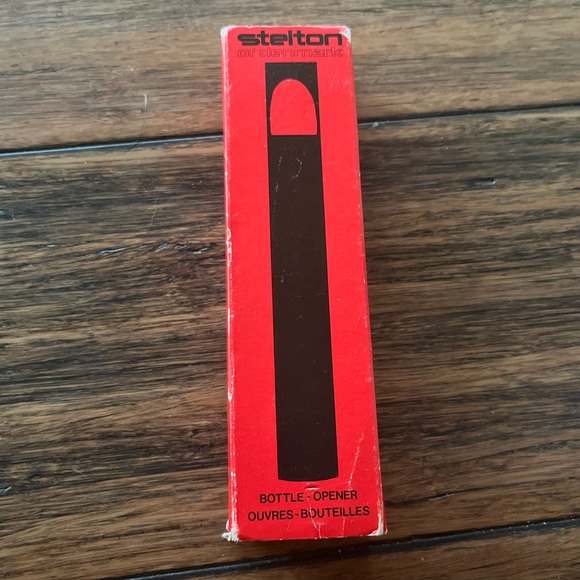 stelton
of denmark
BOTTLE - OPENER
OUVRES - BOUTEILLES